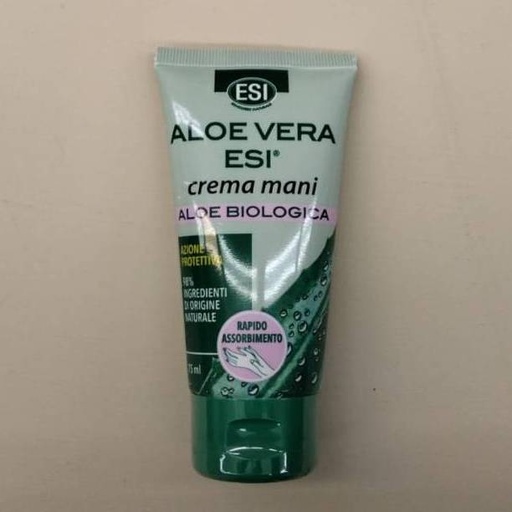 ESI
ALOE VERA
ESI®
crema mani
ALOE BIOLOGICA
AZIONE
PROTETTIVA
98%
INGREDIENTI
DI ORIGINE
NATURALE
RAPIDO
ASSORBIMENTO
75 ml